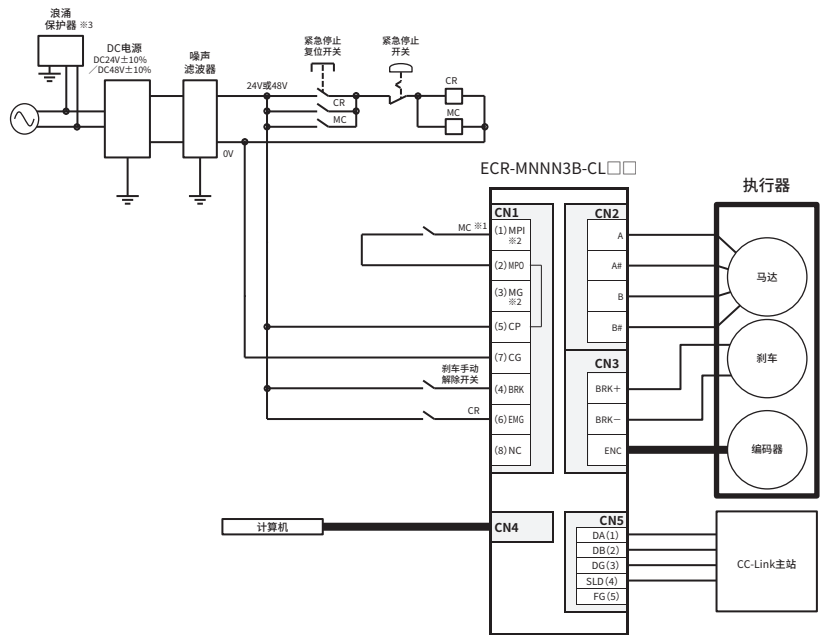 浪涌
保护器 ※3
DC电源
DC24V±10%
／DC48V±10%
噪声
滤波器
24V或48V
0V
紧急停止
复位开关
紧急停止
开关
CR
MC
CR
MC
ECR-MNNN3B-CL□□
执行器
CN1
MC ※1
(1) MPI
※2
(2) MPO
(3) MG
※2
(5) CP
(7) CG
刹车手动
解除开关
(4) BRK
CR
(6) EMG
(8) NC
CN2
A
A#
B
B#
CN3
BRK+
BRK−
ENC
马达
刹车
编码器
计算机
CN4
CN5
DA(1)
DB(2)
DG(3)
SLD(4)
FG(5)
CC-Link主站